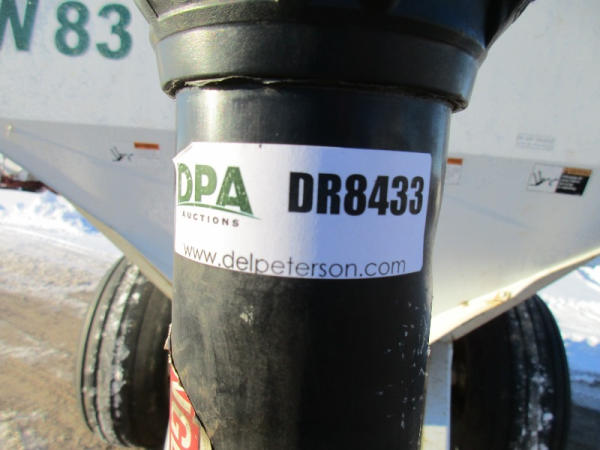 W 83
DPA
AUCTIONS
DR8433
www.delpeterson.com